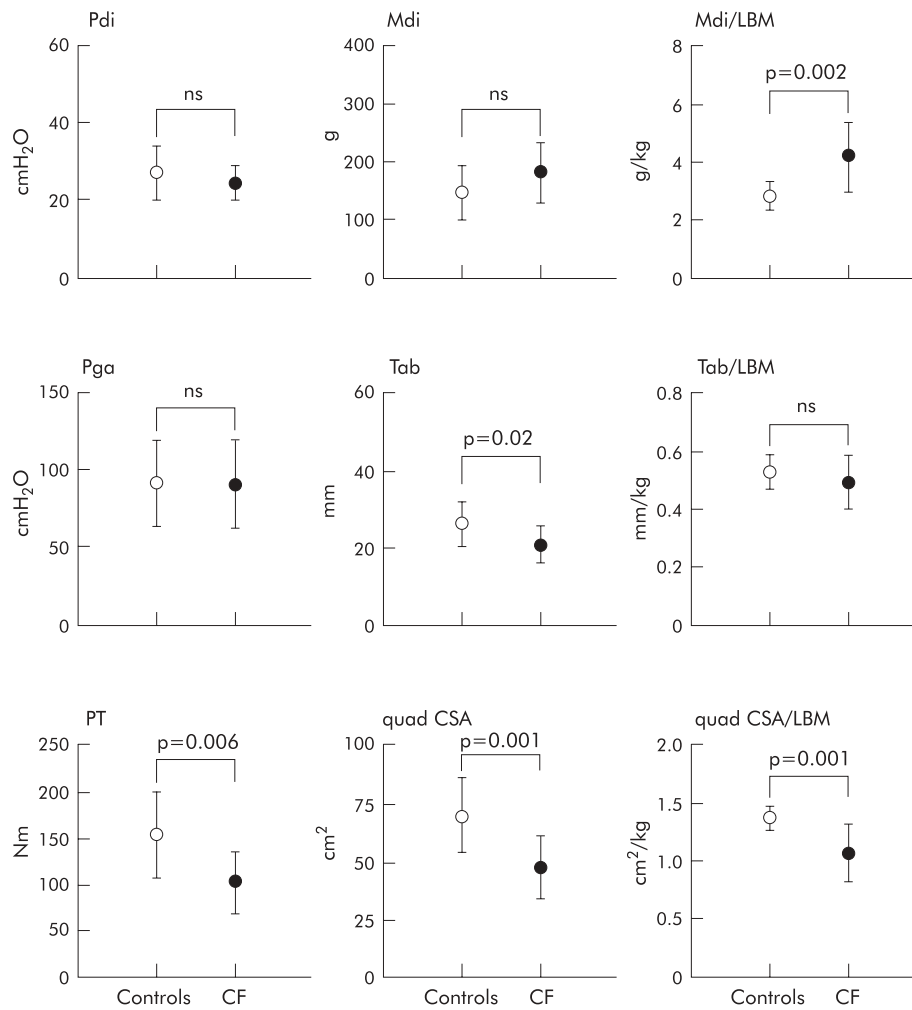 Pdi
60
40
20
0
cmH2O
ns
Mdi
400
300
200
100
0
g
ns
Mdi/LBM
8
6
4
2
0
g/kg
p=0.002
Pga
150
100
50
0
cmH2O
ns
Tab
60
40
20
0
mm
p=0.02
Tab/LBM
0.8
0.6
0.4
0.2
0
mm/kg
ns
PT
250
200
150
100
50
0
Nm
p=0.006
Controls CF
quad CSA
100
75
50
25
0
cm2
p=0.001
Controls CF
quad CSA/LBM
2.0
1.5
1.0
0.5
0
cm2/kg
p=0.001
Controls CF